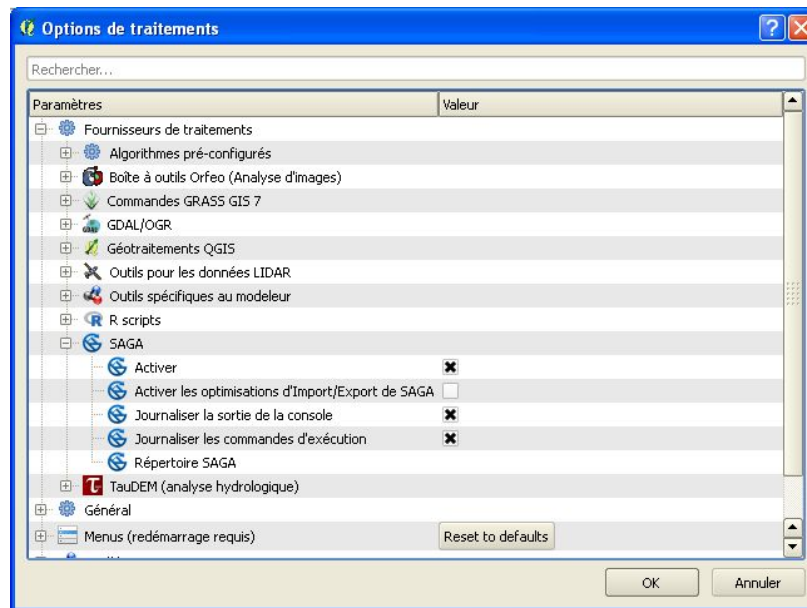 Options de traitements
Rechercher...
Paramètres Valeur
Fournisseurs de traitements
Algorithmes pré-configurés
Boîte à outils Orfeo (Analyse d'images)
Commandes GRASS GIS 7
GDAL/OGR
Géotraitements QGIS
Outils pour les données LIDAR
Outils spécifiques au modeleur
R scripts
SAGA
Activer
Activer les optimisations d'Import/Export de SAGA
Journaliser la sortie de la console
Journaliser les commandes d'exécution
Répertoire SAGA
TauDEM (analyse hydrologique)
Général
Menus (redémarrage requis) Reset to defaults
OK Annuler